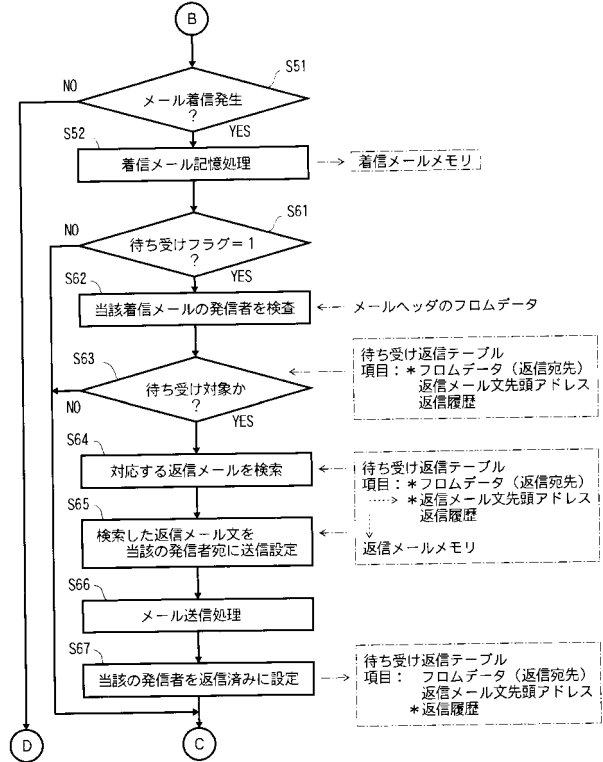 B
S51
NO
メール着信発生
?
YES
S52
着信メール記憶処理
着信メールメモリ
S61
NO
待ち受けフラグ=1
?
YES
S62
当該着信メールの発信者を検査
メールヘッダのフロムデータ
S63
待ち受け対象か
?
NO
YES
待ち受け返信テーブル
項目:*フロムデータ(返信宛先)
返信メール文先頭アドレス
返信履歴
S64
対応する返信メールを検索
待ち受け返信テーブル
項目:*フロムデータ(返信宛先)
*返信メール文先頭アドレス
返信履歴
返信メールメモリ
S65
検索した返信メール文を
当該の発信者宛に送信設定
S66
メール送信処理
S67
当該の発信者を返信済みに設定
待ち受け返信テーブル
項目: フロムデータ(返信宛先)
返信メール文先頭アドレス
*返信履歴
D
C